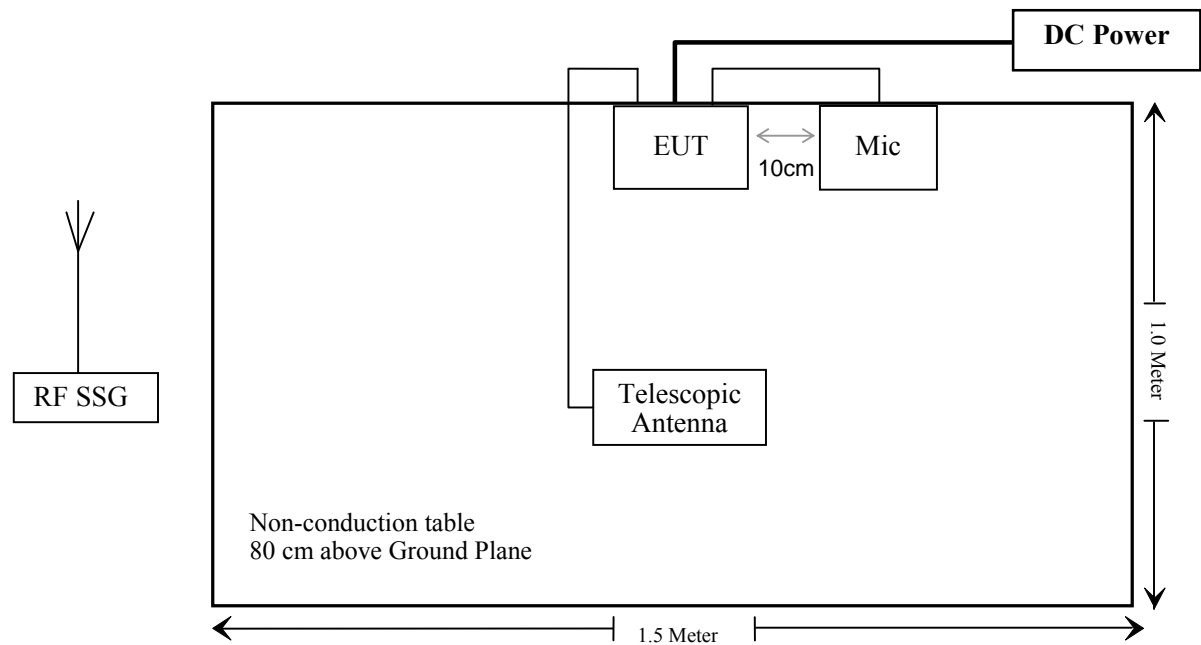 DC Power
EUT
Mic
10cm
RF SSG
Telescopic
Antenna
1.0 Meter
Non-conduction table
80 cm above Ground Plane
1.5 Meter